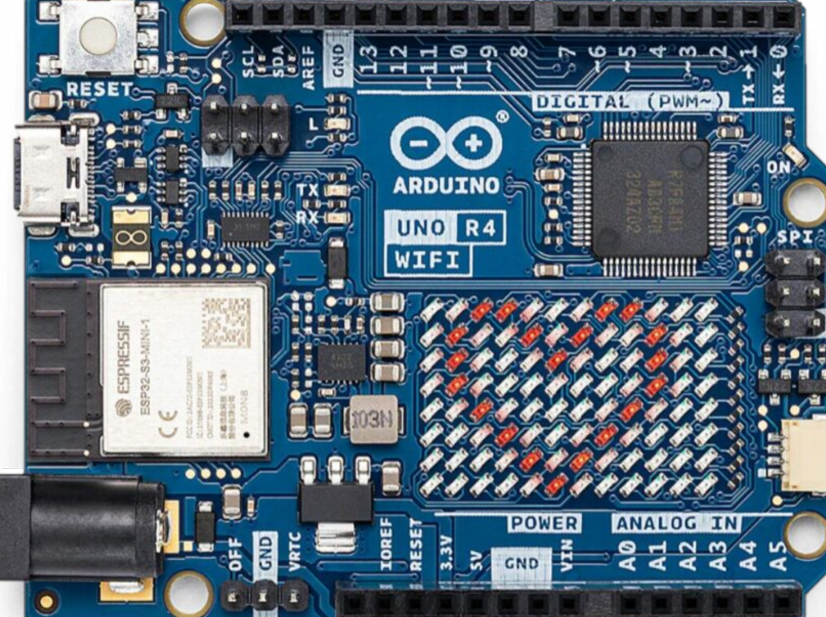 RESET
SCL
SDA
AREF
GND
13
12
~11
~10
~9
8
7
~6
~5
4
~3
2
TX→1
RX←0
DIGITAL (PWM~)
L
TX
RX
ARDUINO
®
UNO R4
WIFI
ON
SPI
ESPRESSIF
ESP32-S3-MINI-1
CE
103N
POWER
ANALOG IN
OFF
GND
VRTC
IOREF
RESET
3.3V
5V
GND
VIN
A0
A1
A2
A3
A4
A5